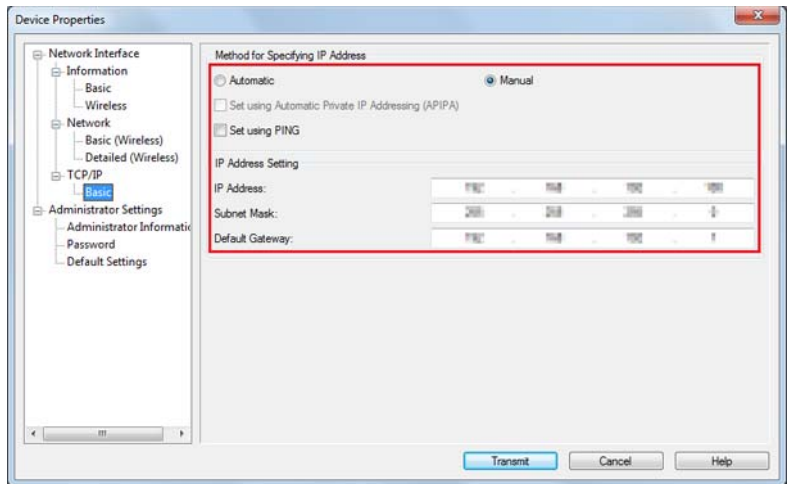 Device Properties
Network Interface
Information
Basic
Wireless
Network
Basic (Wireless)
Detailed (Wireless)
TCP/IP
Basic
Administrator Settings
Administrator Informatic
Password
Default Settings
Method for Specifying IP Address
Automatic
Manual
Set using Automatic Private IP Addressing (APIPA)
Set using PING
IP Address Setting
IP Address:
Subnet Mask:
Default Gateway:
Transmit
Cancel
Help